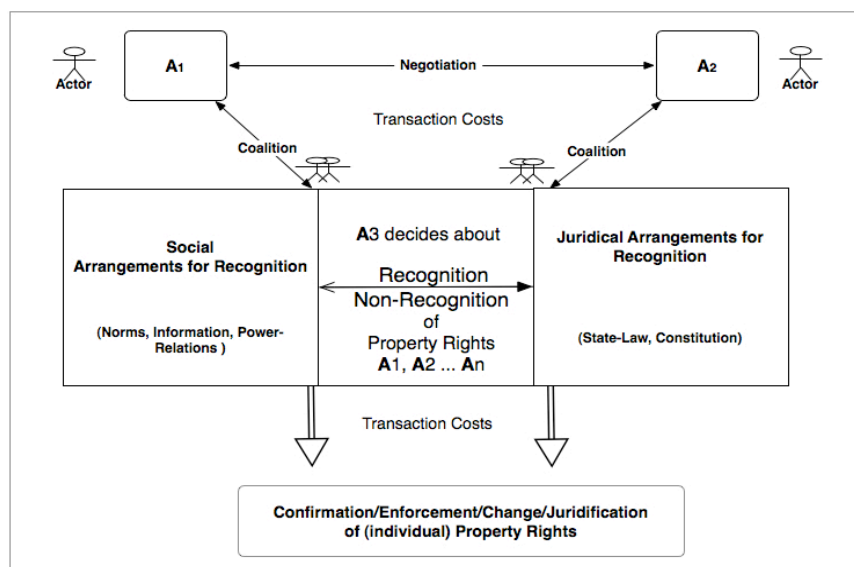 A1
Negotiation
A2
Actor
Actor
Transaction Costs
Coalition
Coalition
Social
Arrangements for Recognition
(Norms, Information, Power-
Relations )
A3 decides about
Recognition
Non-Recognition
of
Property Rights
A1, A2 ... An
Juridical Arrangements for
Recognition
(State-Law, Constitution)
Transaction Costs
Confirmation/Enforcement/Change/Juridification
of (individual) Property Rights